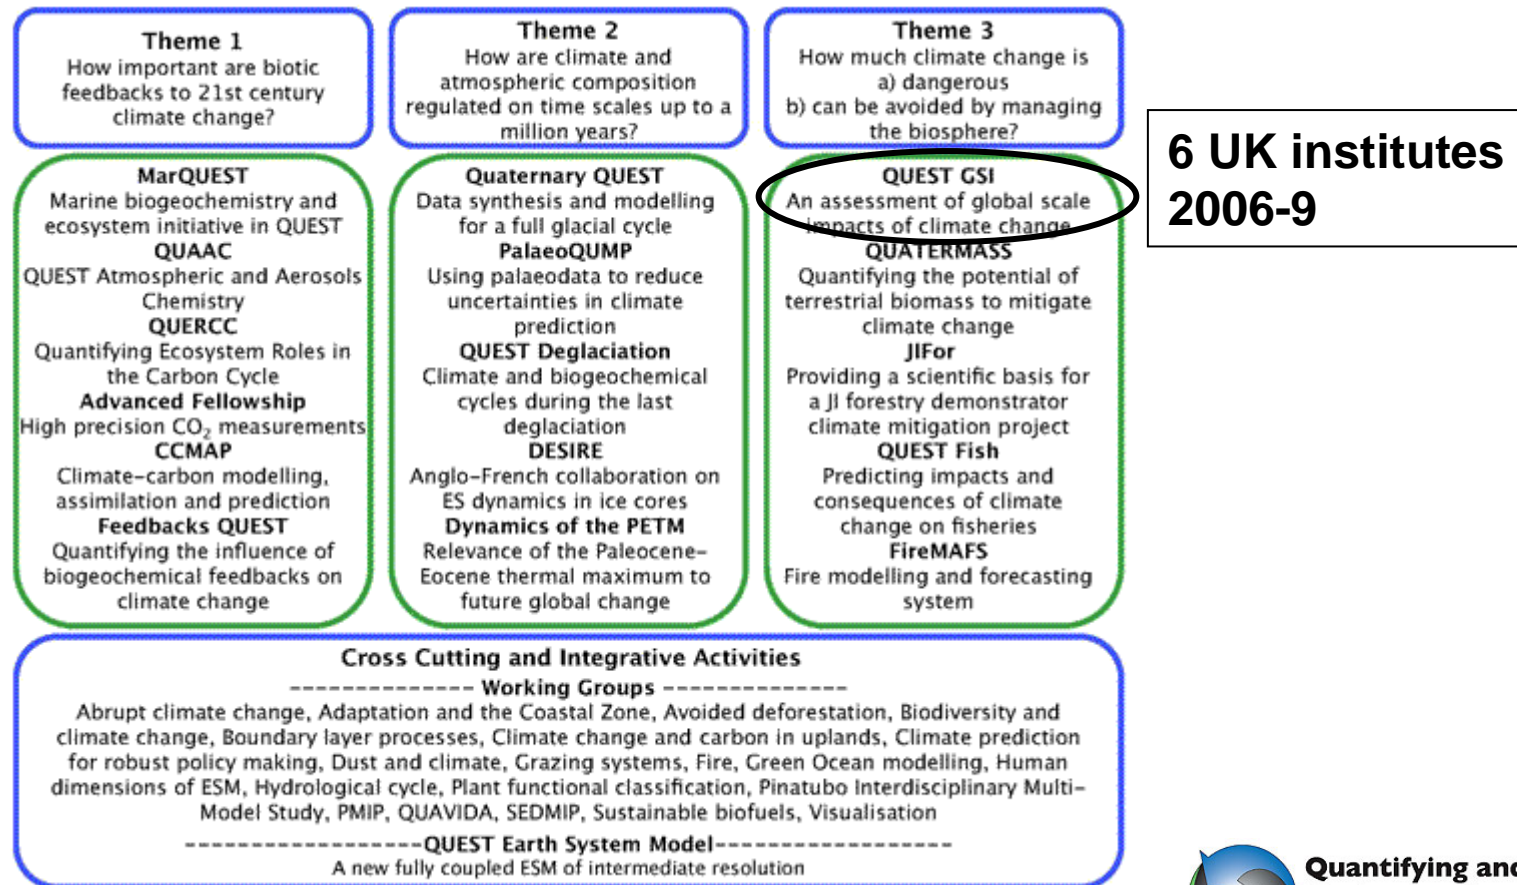 Theme 1
How important are biotic
feedbacks to 21st century
climate change?
Theme 2
How are climate and
atmospheric composition
regulated on time scales up to a
million years?
Theme 3
How much climate change is
a) dangerous
b) can be avoided by managing
the biosphere?
6 UK institutes
2006-9
MarQUEST
Marine biogeochemistry and
ecosystem initiative in QUEST
QUAAC
QUEST Atmospheric and Aerosols
Chemistry
QUERCC
Quantifying Ecosystem Roles in
the Carbon Cycle
Advanced Fellowship
High precision CO₂ measurements
CCMAP
Climate-carbon modelling,
assimilation and prediction
Feedbacks QUEST
Quantifying the influence of
biogeochemical feedbacks on
climate change
Quaternary QUEST
Data synthesis and modelling
for a full glacial cycle
PalaeoQUMP
Using palaeodata to reduce
uncertainties in climate
prediction
QUEST Deglaciation
Climate and biogeochemical
cycles during the last
deglaciation
DESIRE
Anglo-French collaboration on
ES dynamics in ice cores
Dynamics of the PETM
Relevance of the Paleocene-
Eocene thermal maximum to
future global change
QUEST GSI
An assessment of global scale
impacts of climate change
QUATERMASS
Quantifying the potential of
terrestrial biomass to mitigate
climate change
JIFor
Providing a scientific basis for
a JI forestry demonstrator
climate mitigation project
QUEST Fish
Predicting impacts and
consequences of climate
change on fisheries
FireMAFS
Fire modelling and forecasting
system
Cross Cutting and Integrative Activities
-------------- Working Groups --------------
Abrupt climate change, Adaptation and the Coastal Zone, Avoided deforestation, Biodiversity and
climate change, Boundary layer processes, Climate change and carbon in uplands, Climate prediction
for robust policy making, Dust and climate, Grazing systems, Fire, Green Ocean modelling, Human
dimensions of ESM, Hydrological cycle, Plant functional classification, Pinatubo Interdisciplinary Multi-
Model Study, PMIP, QUAVIDA, SEDMIP, Sustainable biofuels, Visualisation
------------------QUEST Earth System Model------------------
A new fully coupled ESM of intermediate resolution
Quantifying and